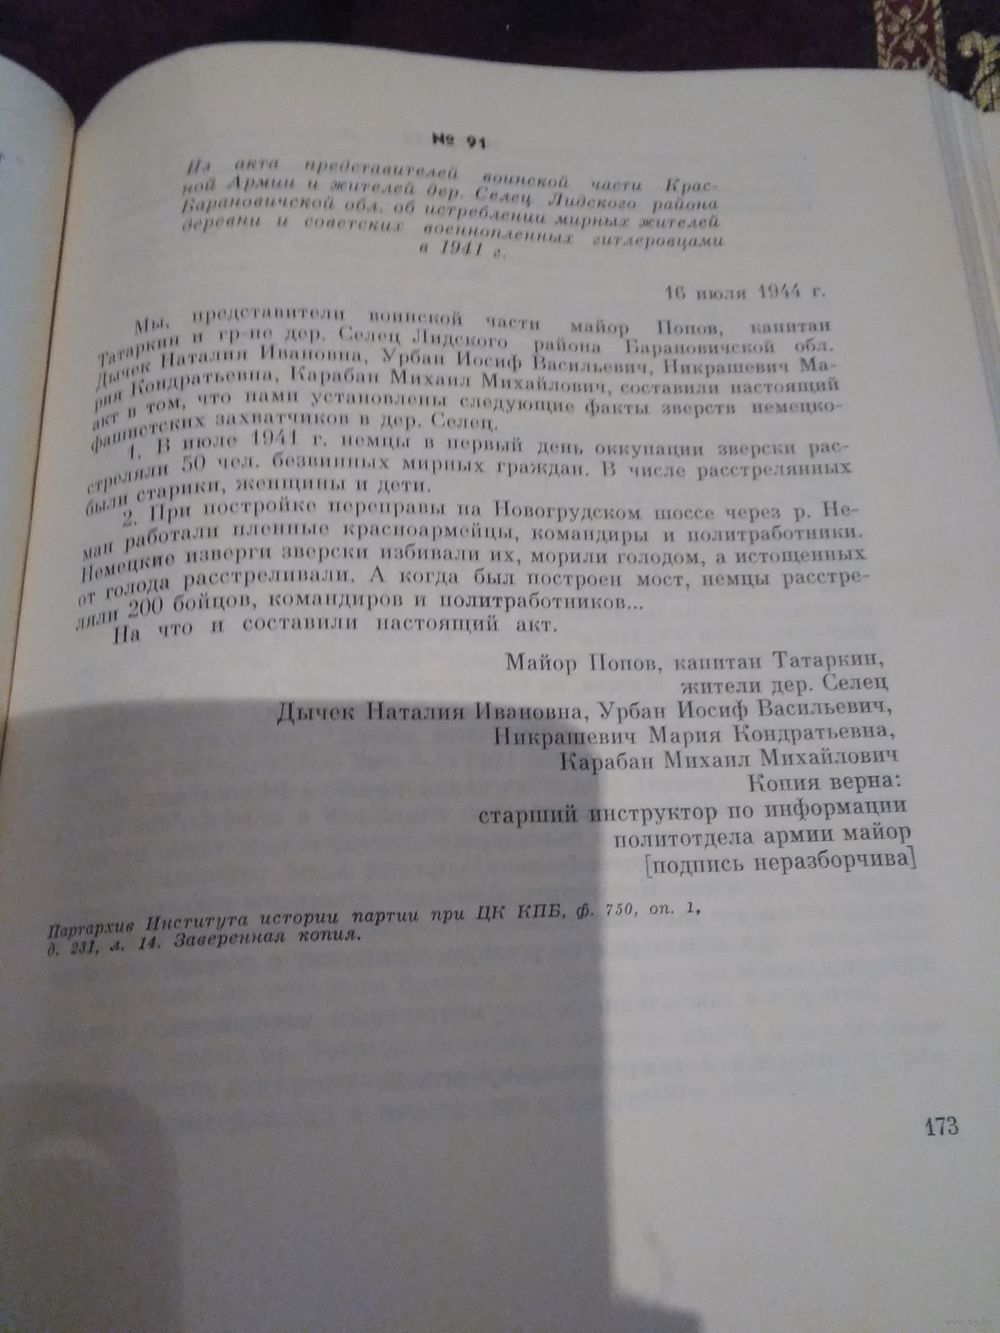 № 91
Из акта представителей воинской части Крас-
ной Армии и жителей дер. Селец Лидского района
Барановичской обл. об истреблении мирных жителей
деревни и советских военнопленных гитлеровцами
в 1941 г.
16 июля 1944 г.
Мы, представители воинской части майор Попов, капитан
Татаркин и гр-не дер. Селец Лидского района Барановичской обл.
Дычек Наталия Ивановна, Урбан Иосиф Васильевич, Никрашевич Ма-
рия Кондратьевна, Карабан Михаил Михайлович, составили настоящий
акт в том, что нами установлены следующие факты зверств немецко-
фашистских захватчиков в дер. Селец.
1. В июле 1941 г. немцы в первый день оккупации зверски рас-
стреляли 50 чел. безвинных мирных граждан. В числе расстрелянных
были старики, женщины и дети.
2. При постройке переправы на Новогрудском шоссе через р. Не-
ман работали пленные красноармейцы, командиры и политработники.
Немецкие изверги зверски избивали их, морили голодом, а истощенных
от голода расстреливали. А когда был построен мост, немцы расстре-
ляли 200 бойцов, командиров и политработников...
На что и составили настоящий акт.
Майор Попов, капитан Татаркин,
жители дер. Селец
Дычек Наталия Ивановна, Урбан Иосиф Васильевич,
Никрашевич Мария Кондратьевна,
Карабан Михаил Михайлович
Копия верна:
старший инструктор по информации
политотдела армии майор
[подпись неразборчива]
Партархив Института истории партии при ЦК КПБ, ф. 750, оп. 1,
д. 231, л. 14. Заверенная копия.
173
www.ay.by